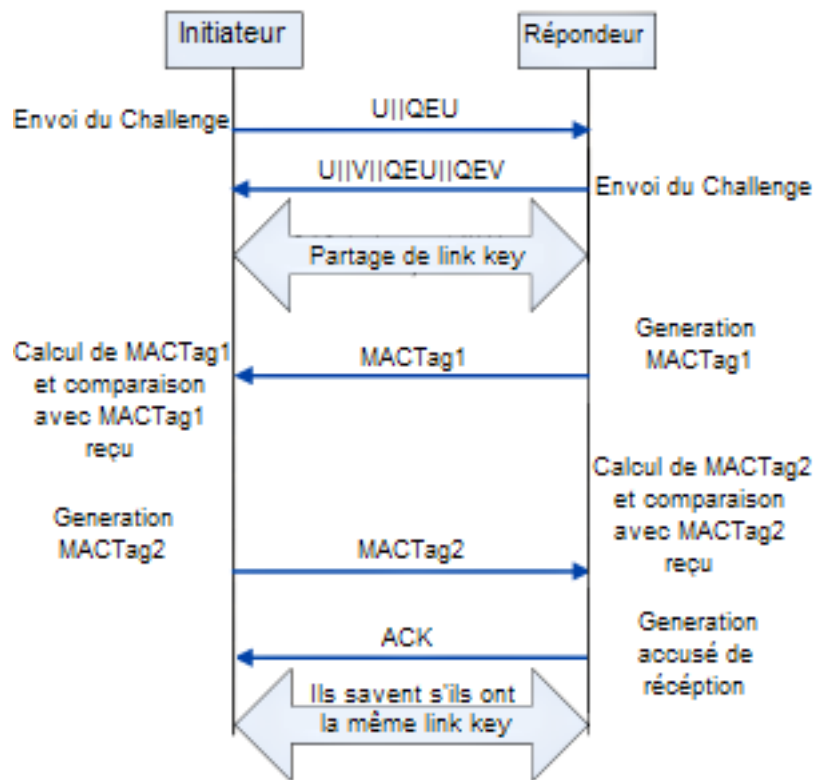 Initiateur
Répondeur
Envoi du Challenge
U||QEU
U||V||QEU||QEV
Envoi du Challenge
Partage de link key
Generation
MACTag1
Calcul de MACTag1
et comparaison
avec MACTag1
reçu
MACTag1
Calcul de MACTag2
et comparaison
avec MACTag2
reçu
Generation
MACTag2
MACTag2
ACK
Generation
accusé de
récéption
Ils savent s'ils ont
la même link key